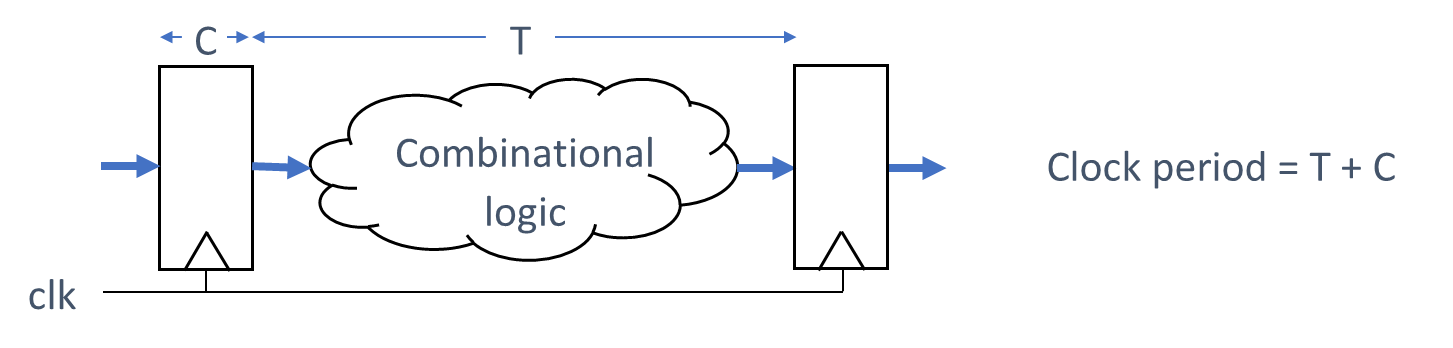 C
T
Combinational
logic
Clock period = T + C
clk